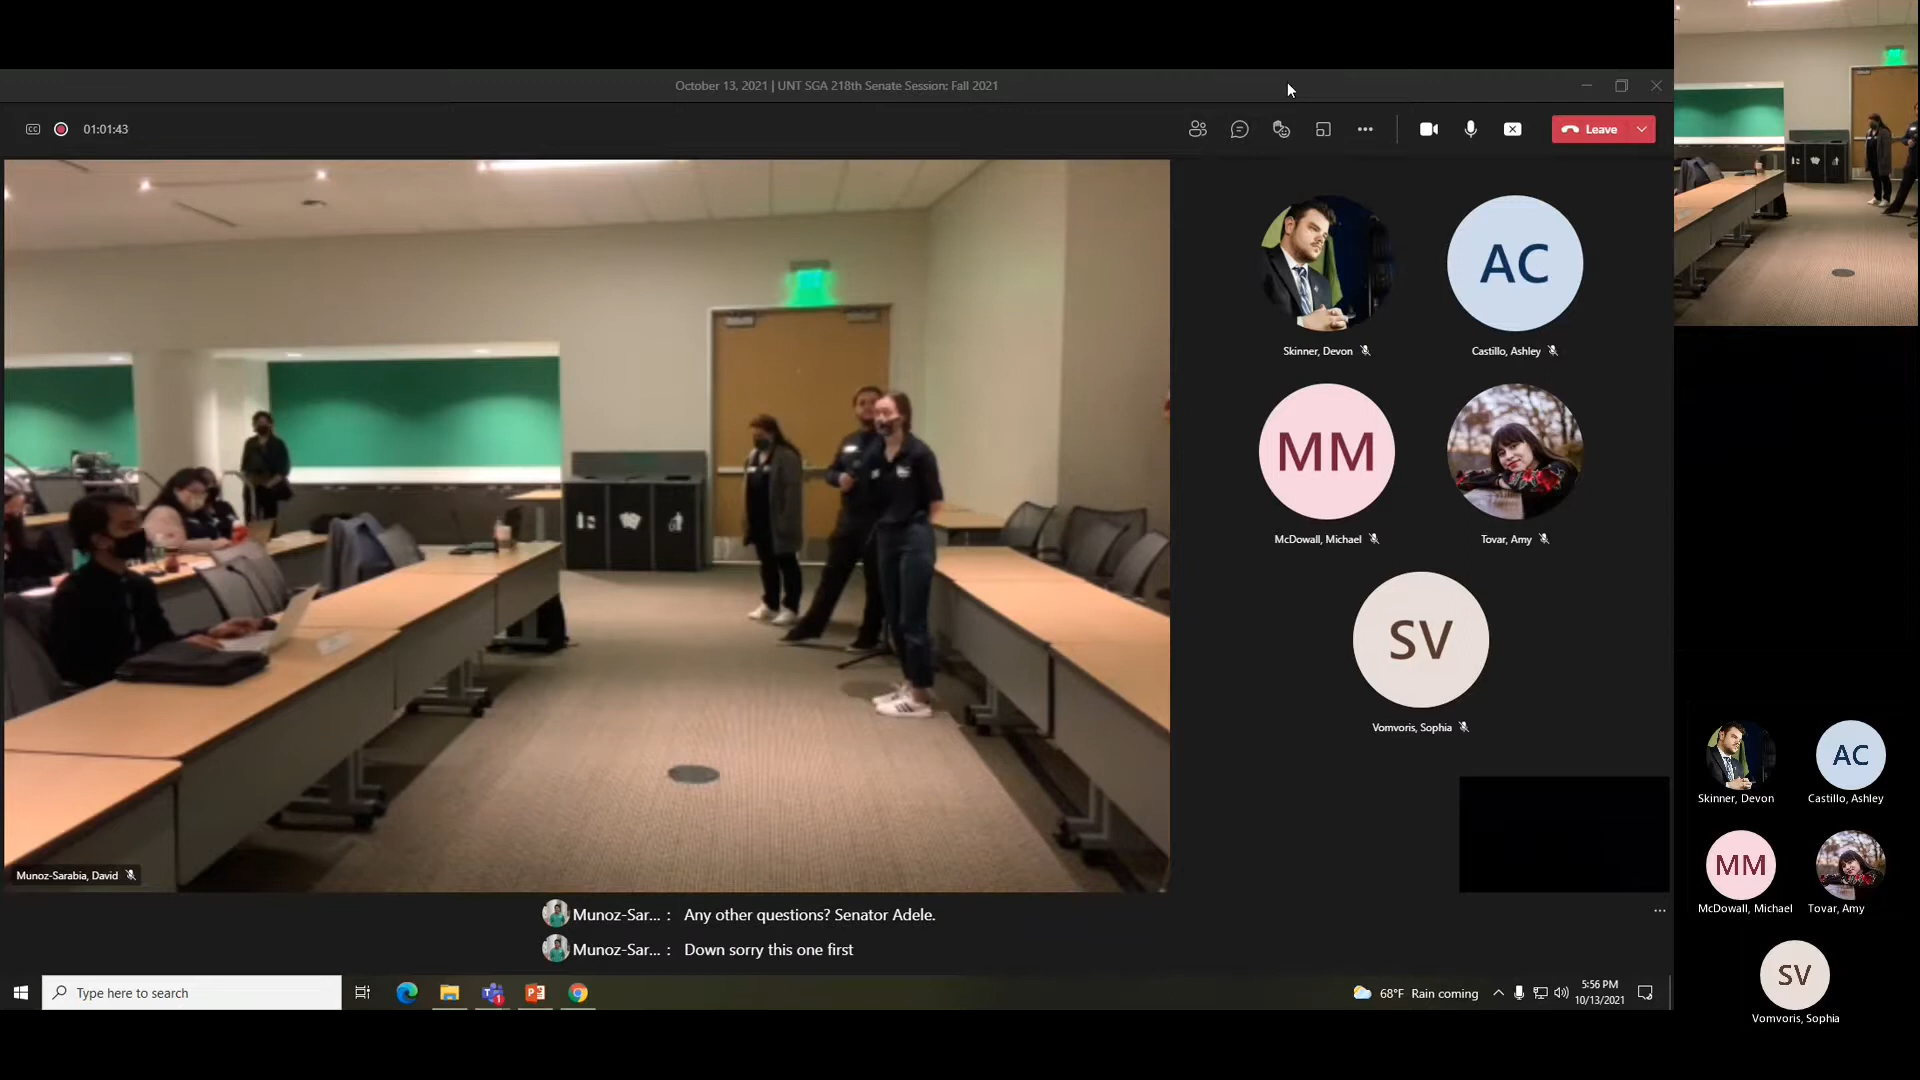 October 13, 2021 | UNT SGA 218th Senate Session: Fall 2021
CC
01:01:43
Leave
AC
Skinner, Devon
Castillo, Ashley
MM
McDowall, Michael
Tovar, Amy
SV
Vomvoris, Sophia
Munoz-Sarabia, David
Munoz-Sar... : Any other questions? Senator Adele.
Munoz-Sar... : Down sorry this one first
Type here to search
68°F Rain coming
5:56 PM
10/13/2021
AC
Skinner, Devon
Castillo, Ashley
MM
McDowall, Michael
Tovar, Amy
SV
Vomvoris, Sophia